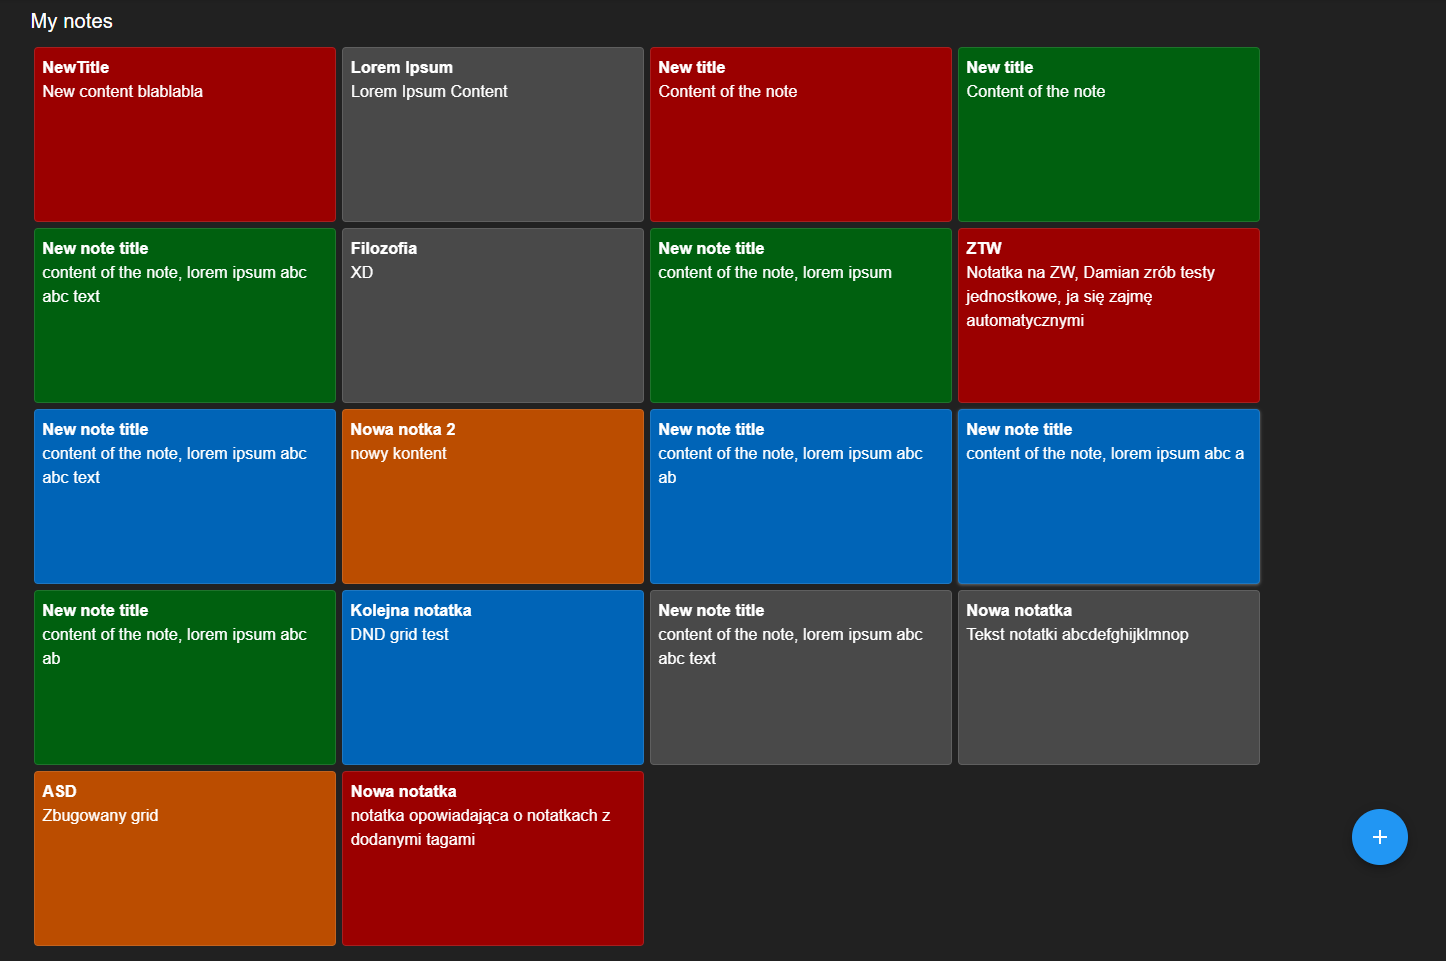 My notes
NewTitle
New content blablabla
Lorem Ipsum
Lorem Ipsum Content
New title
Content of the note
New title
Content of the note
New note title
content of the note, lorem ipsum abc
abc text
Filozofia
XD
New note title
content of the note, lorem ipsum
ZTW
Notatka na ZW, Damian zrób testy
jednostkowe, ja się zajmę
automatycznymi
New note title
content of the note, lorem ipsum abc
abc text
Nowa notka 2
nowy kontent
New note title
content of the note, lorem ipsum abc
ab
New note title
content of the note, lorem ipsum abc a
New note title
content of the note, lorem ipsum abc
ab
Kolejna notatka
DND grid test
New note title
content of the note, lorem ipsum abc
abc text
Nowa notatka
Tekst notatki abcdefghijklmnop
ASD
Zbugowany grid
Nowa notatka
notatka opowiadająca o notatkach z
dodanymi tagami